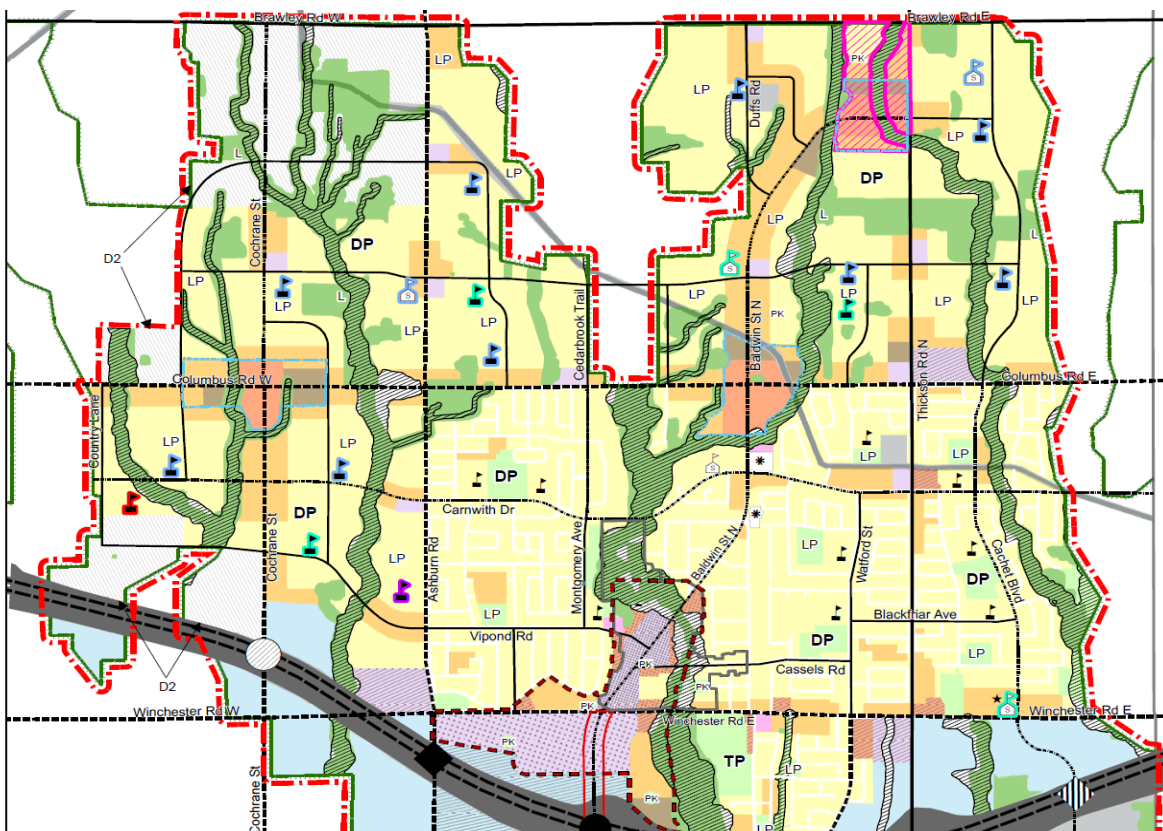 Brawley Rd W
Brawley Rd E
LP
PK
S
LP
Duffs Rd
LP
L
LP
DP
D2
Cochrane St
LP
L
L
DP
S
LP
LP
S
LP
LP
L
LP
LP
LP
LP
PK
Cedarbrook Trail
Baldwin St N
Thickson Rd N
Columbus Rd W
Columbus Rd E
Country Lane
LP
LP
DP
S
LP
LP
Carnwith Dr
DP
Cochrane St
LP
Ashburn Rd
Montgomery Ave
Baldwin St N
LP
Watford St
Cachet Blvd
DP
LP
Vipond Rd
Blackfriar Ave
DP
LP
PK
Cassels Rd
PK
D2
Winchester Rd W
PK
Winchester Rd E
S
Winchester Rd E
PK
TP
LP
PK
Cochrane St
LP